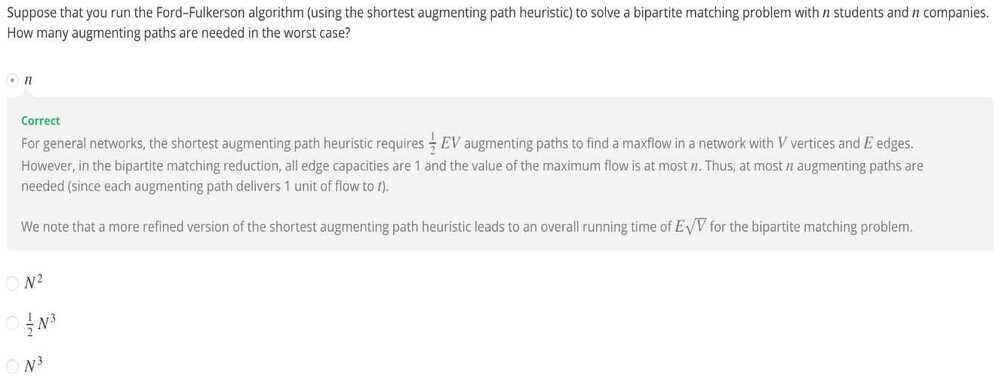 Suppose that you run the Ford–Fulkerson algorithm (using the shortest augmenting path heuristic) to solve a bipartite matching problem with n students and n companies.
How many augmenting paths are needed in the worst case?
n
Correct
For general networks, the shortest augmenting path heuristic requires ½ EV augmenting paths to find a maxflow in a network with V vertices and E edges.
However, in the bipartite matching reduction, all edge capacities are 1 and the value of the maximum flow is at most n. Thus, at most n augmenting paths are
needed (since each augmenting path delivers 1 unit of flow to t).
We note that a more refined version of the shortest augmenting path heuristic leads to an overall running time of E√V for the bipartite matching problem.
N²
½ N³
N³